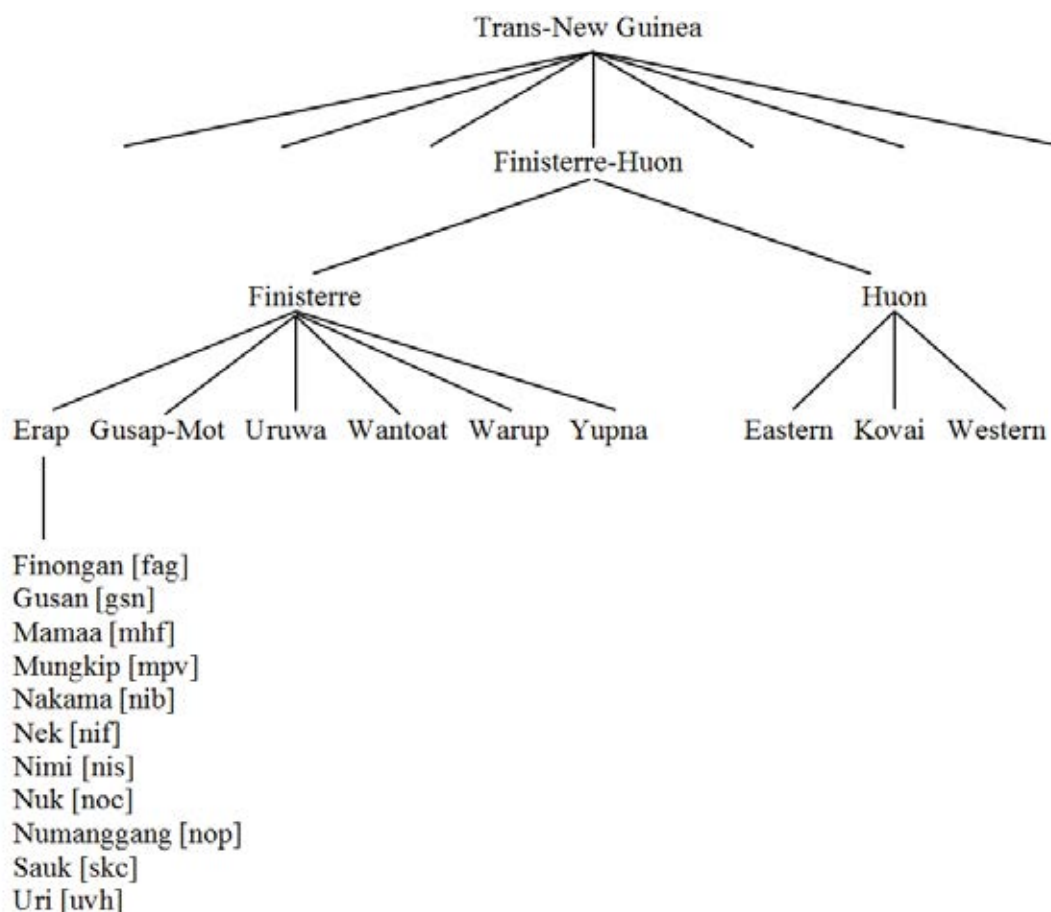 Trans-New Guinea
Finisterre-Huon
Finisterre Huon
Erap Gusap-Mot Uruwa Wantoat Warup Yupna Eastern Kovai Western
Finongan [fag]
Gusan [gsn]
Mamaa [mhf]
Mungkip [mpv]
Nakama [nib]
Nek [nif]
Nimi [nis]
Nuk [noc]
Numanggang [nop]
Sauk [skc]
Uri [uvh]